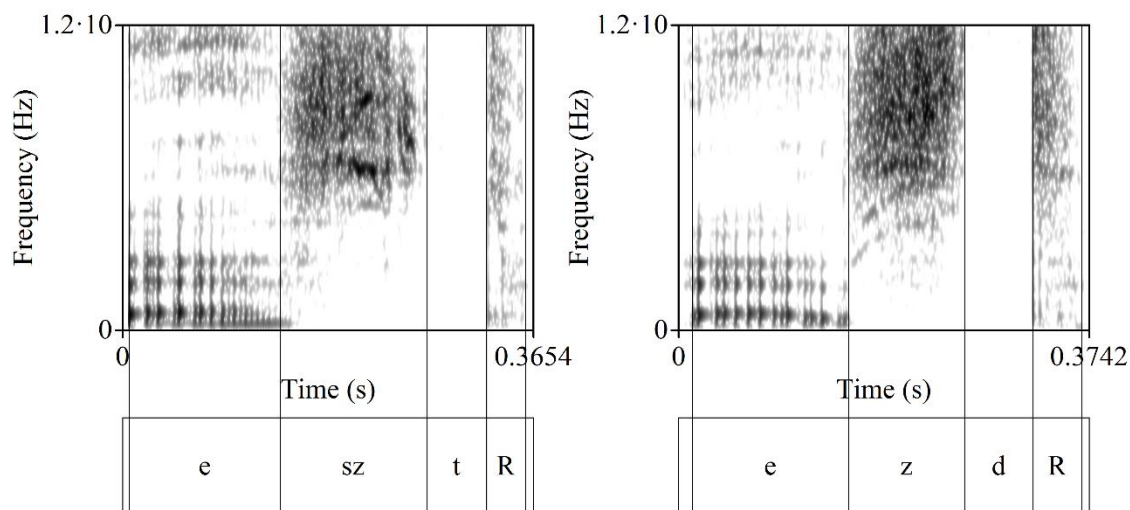 1.2·10
Frequency (Hz)
0
0
0.3654
Time (s)
e sz t R
1.2·10
Frequency (Hz)
0
0
0.3742
Time (s)
e z d R